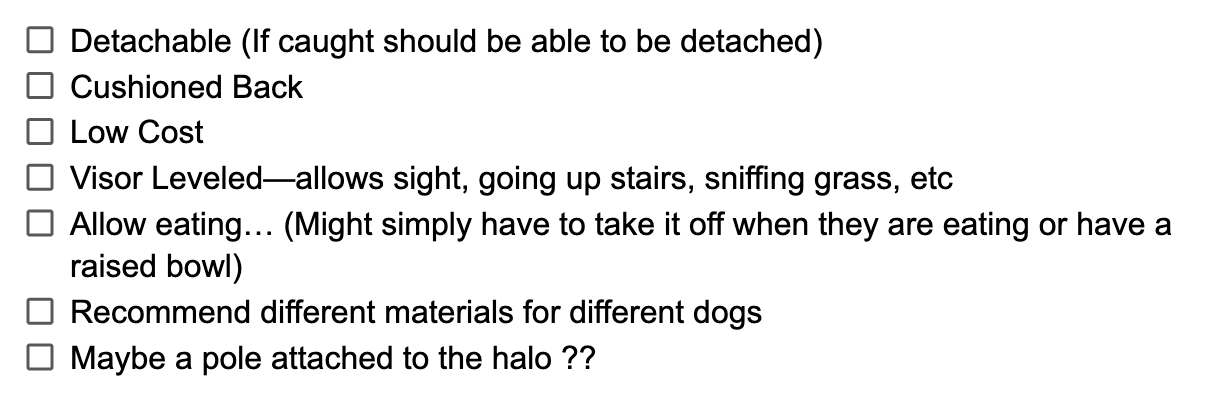 Detachable (If caught should be able to be detached)
Cushioned Back
Low Cost
Visor Leveled—allows sight, going up stairs, sniffing grass, etc
Allow eating… (Might simply have to take it off when they are eating or have a
raised bowl)
Recommend different materials for different dogs
Maybe a pole attached to the halo ??